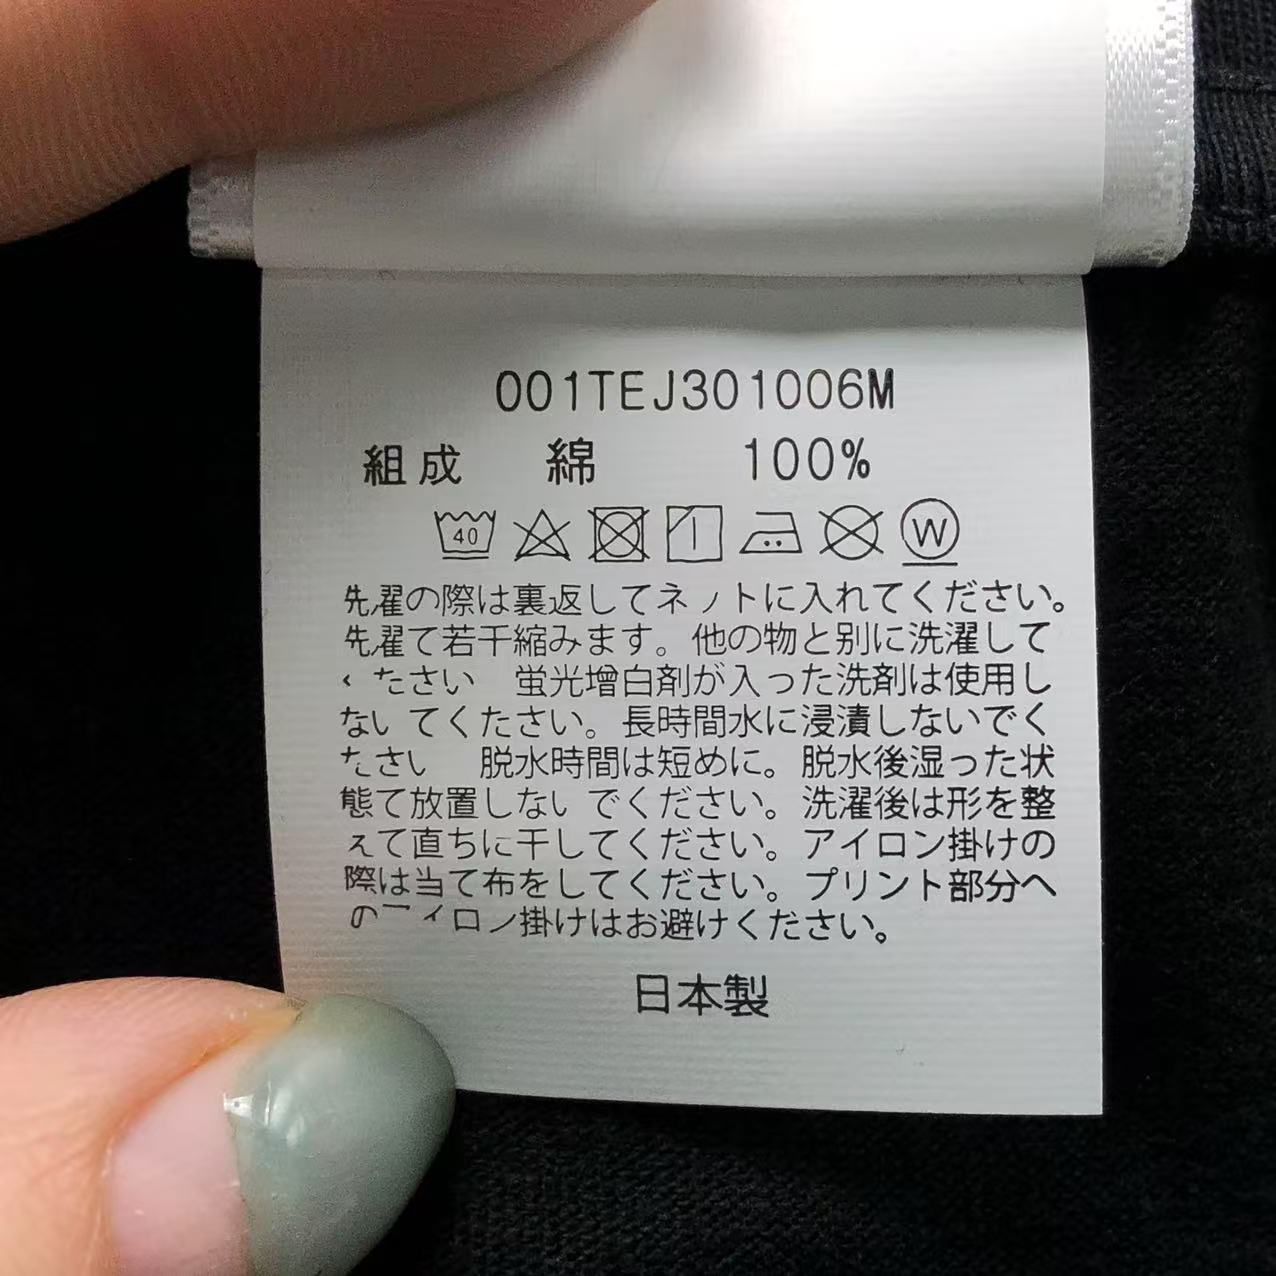 001TEJ301006M
組成 綿 100%
40 W
洗濯の際は裏返してネットに入れてください。
洗濯で若干縮みます。他の物と別に洗濯して
ください 蛍光増白剤が入った洗剤は使用し
ないでください。長時間水に浸漬しないでく
ださい 脱水時間は短めに。脱水後湿った状
態で放置しないでください。洗濯後は形を整
えて直ちに干してください。アイロン掛けの
際は当て布をしてください。プリント部分へ
のアイロン掛けはお避けください。
日本製